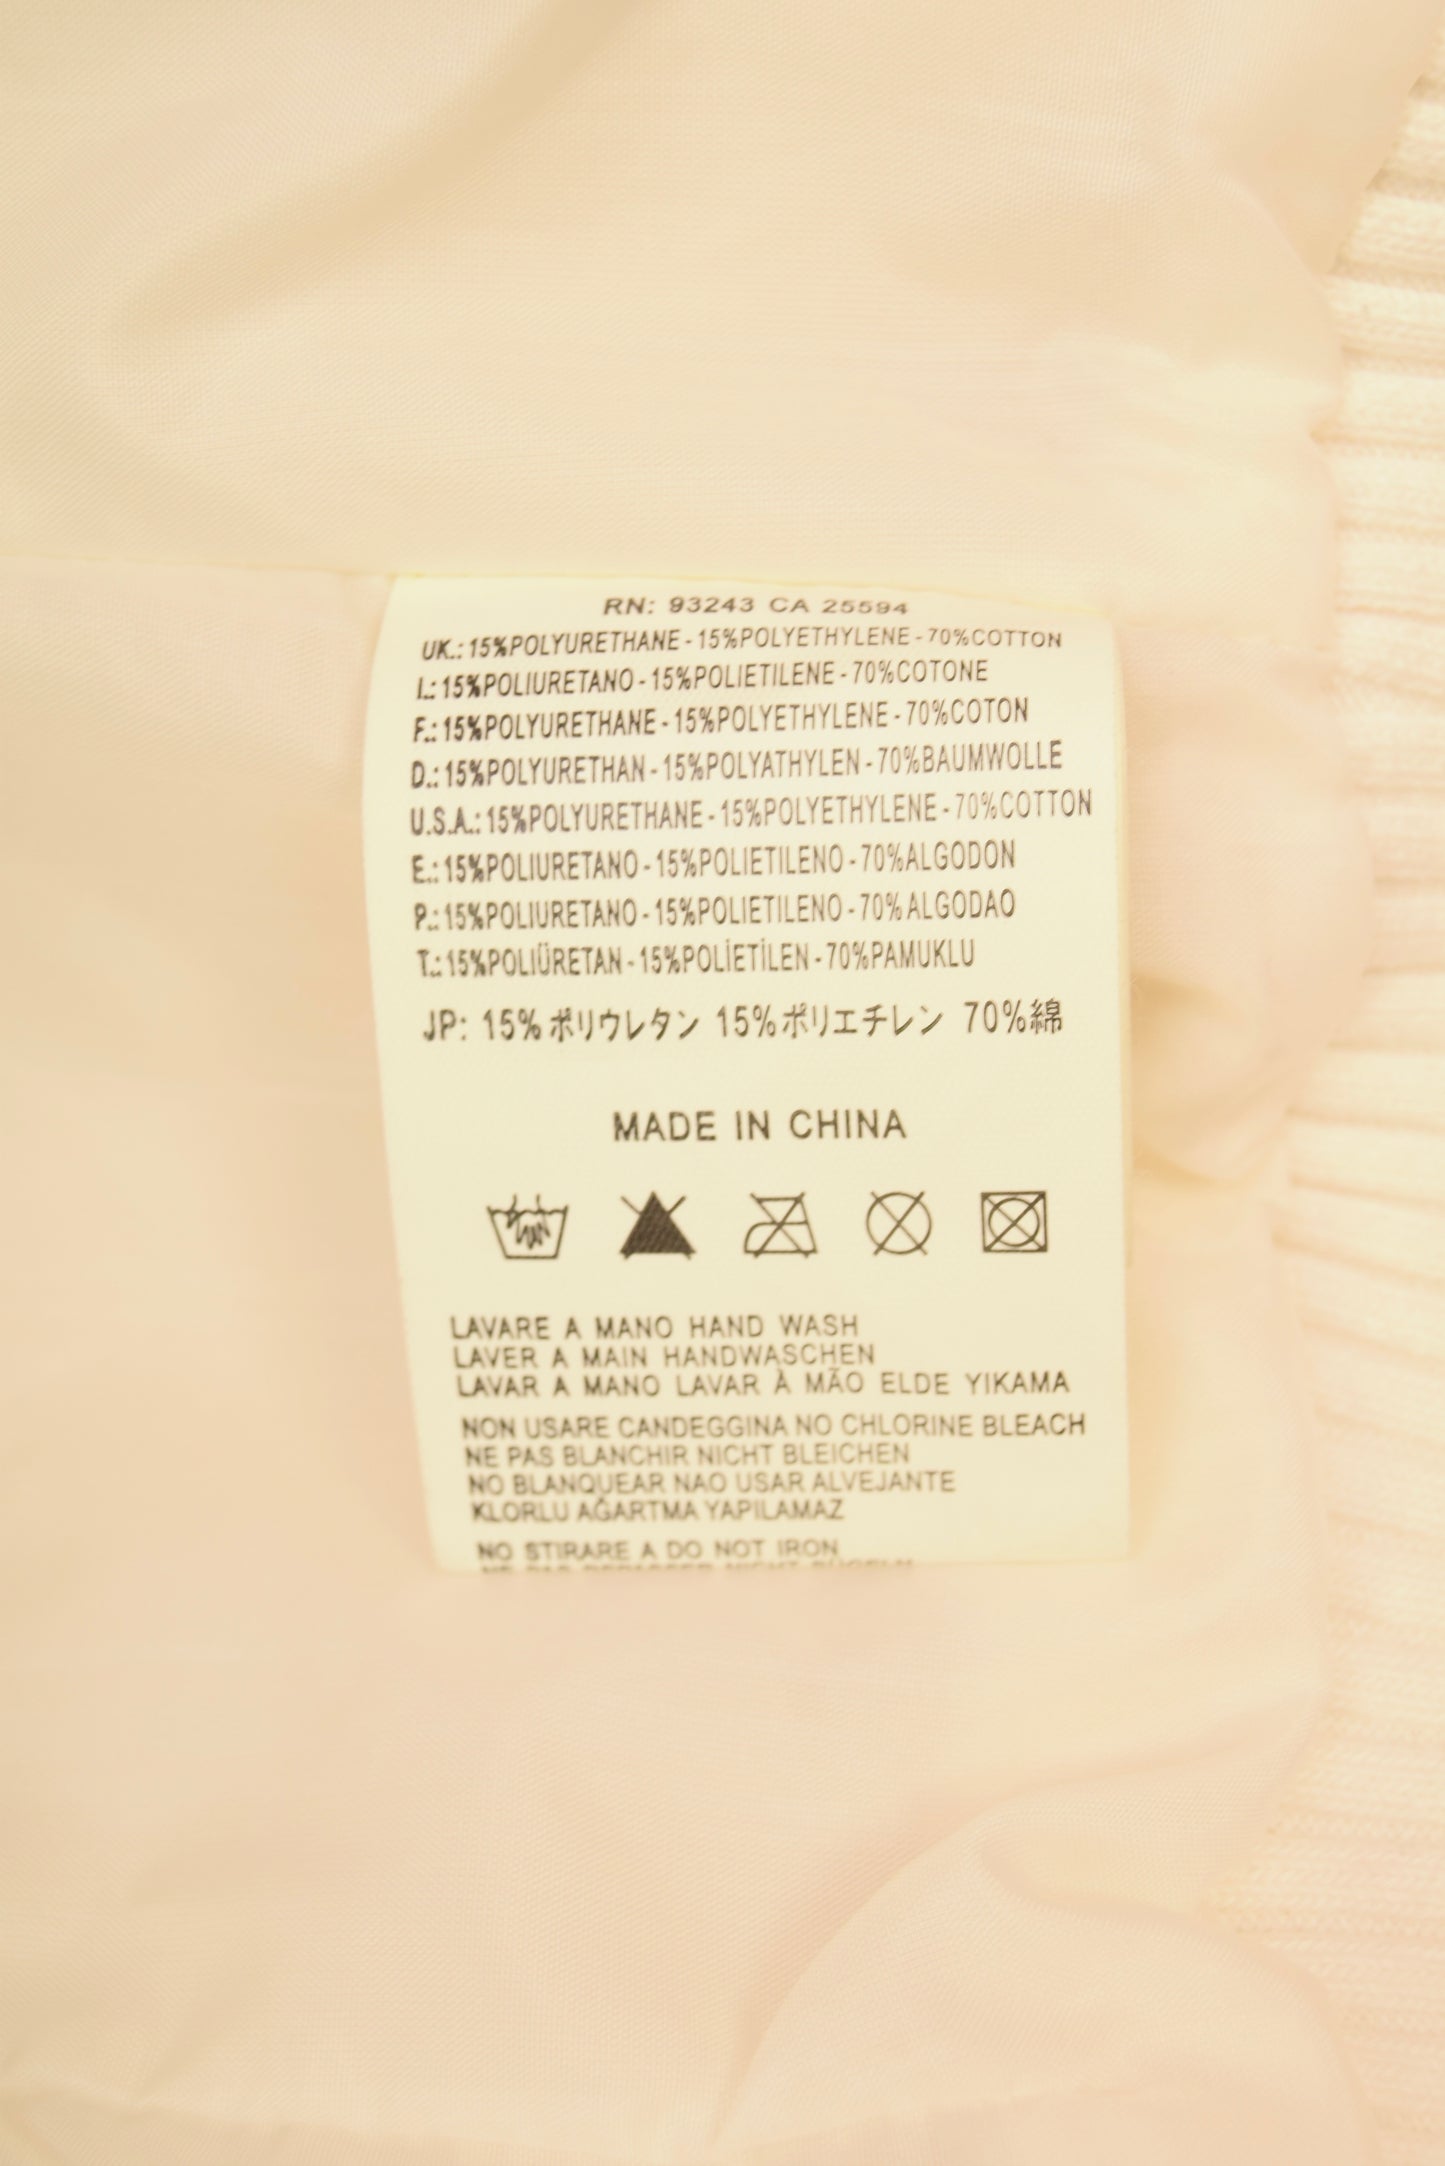 RN: 93243 CA 25594
UK.: 15%POLYURETHANE - 15%POLYETHYLENE - 70%COTTON
I.: 15%POLIURETANO - 15%POLIETILENE - 70%COTONE
F.: 15%POLYURETHANE - 15%POLYETHYLENE - 70%COTON
D.: 15%POLYURETHAN - 15%POLYATHYLEN - 70%BAUMWOLLE
U.S.A.: 15%POLYURETHANE - 15%POLYETHYLENE - 70%COTTON
E.: 15%POLIURETANO - 15%POLIETILENO - 70%ALGODON
P.: 15%POLIURETANO - 15%POLIETILENO - 70%ALGODAO
T.: 15%POLIÜRETAN - 15%POLİETİLEN - 70%PAMUKLU
JP: 15%ポリウレタン 15%ポリエチレン 70%綿
MADE IN CHINA
LAVARE A MANO HAND WASH
LAVER A MAIN HANDWASCHEN
LAVAR A MANO LAVAR À MÃO ELDE YIKAMA
NON USARE CANDEGGINA NO CHLORINE BLEACH
NE PAS BLANCHIR NICHT BLEICHEN
NO BLANQUEAR NAO USAR ALVEJANTE
KLORLU AĞARTMA YAPILAMAZ
NO STIRARE A DO NOT IRON
NE PAS REPASSER NICHT BÜGELN